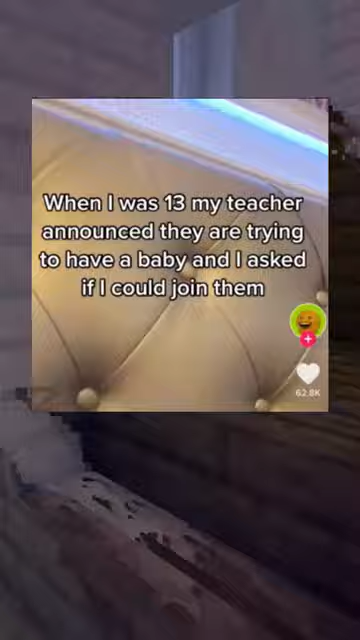 When I was 13 my teacher
announced they are trying
to have a baby and I asked
if I could join them
62.8K